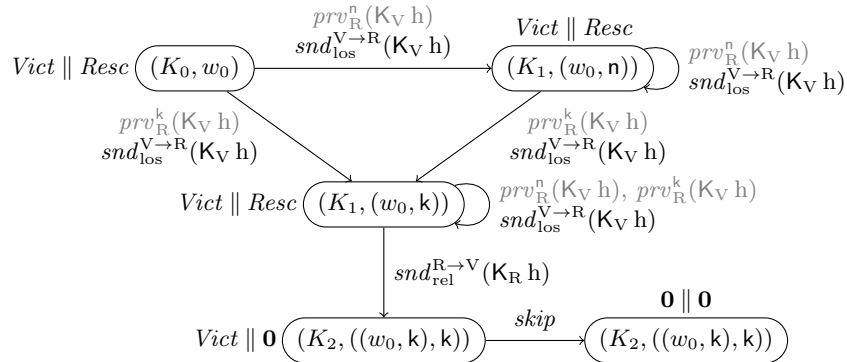 prv_R^n(K_V h)
snd_los^{V→R}(K_V h)
Vict ∥ Resc
Vict ∥ Resc
(K_0, w_0)
(K_1, (w_0, n))
prv_R^n(K_V h)
snd_los^{V→R}(K_V h)
prv_R^k(K_V h)
snd_los^{V→R}(K_V h)
prv_R^k(K_V h)
snd_los^{V→R}(K_V h)
Vict ∥ Resc
(K_1, (w_0, k))
prv_R^n(K_V h), prv_R^k(K_V h)
snd_los^{V→R}(K_V h)
snd_rel^{R→V}(K_R h)
0 ∥ 0
Vict ∥ 0
(K_2, ((w_0, k), k))
skip
(K_2, ((w_0, k), k))